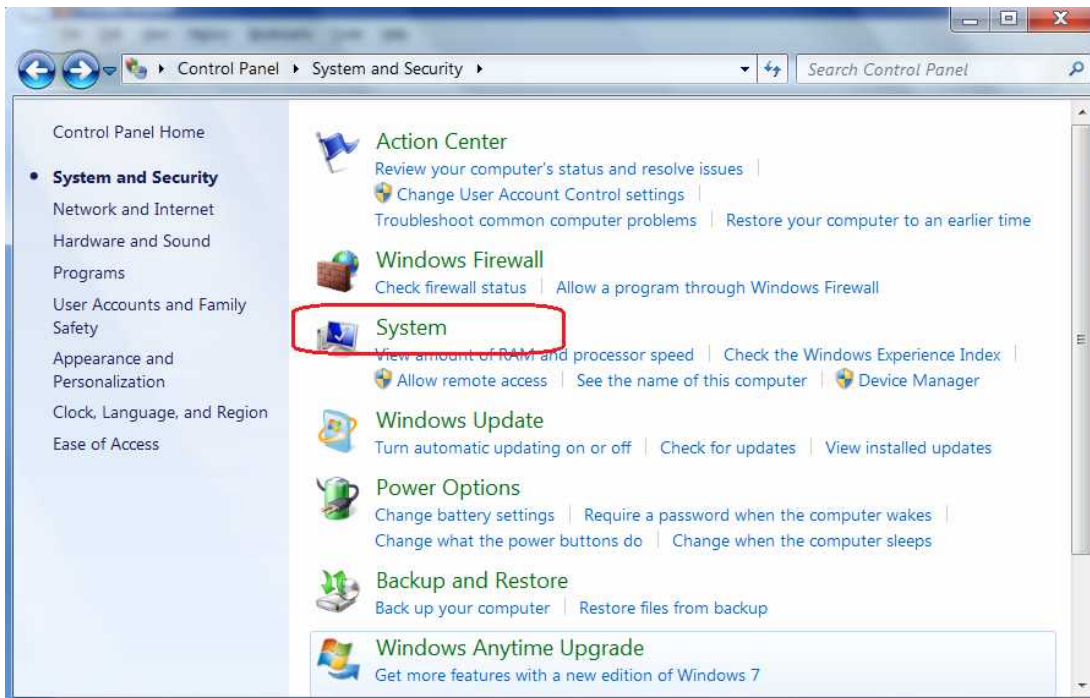 Control Panel System and Security Search Control Panel
Control Panel Home
System and Security
Network and Internet
Hardware and Sound
Programs
User Accounts and Family
Safety
Appearance and
Personalization
Clock, Language, and Region
Ease of Access
Action Center
Review your computer's status and resolve issues
Change User Account Control settings
Troubleshoot common computer problems Restore your computer to an earlier time
Windows Firewall
Check firewall status Allow a program through Windows Firewall
System
View amount of RAM and processor speed Check the Windows Experience Index
Allow remote access See the name of this computer Device Manager
Windows Update
Turn automatic updating on or off Check for updates View installed updates
Power Options
Change battery settings Require a password when the computer wakes
Change what the power buttons do Change when the computer sleeps
Backup and Restore
Back up your computer Restore files from backup
Windows Anytime Upgrade
Get more features with a new edition of Windows 7